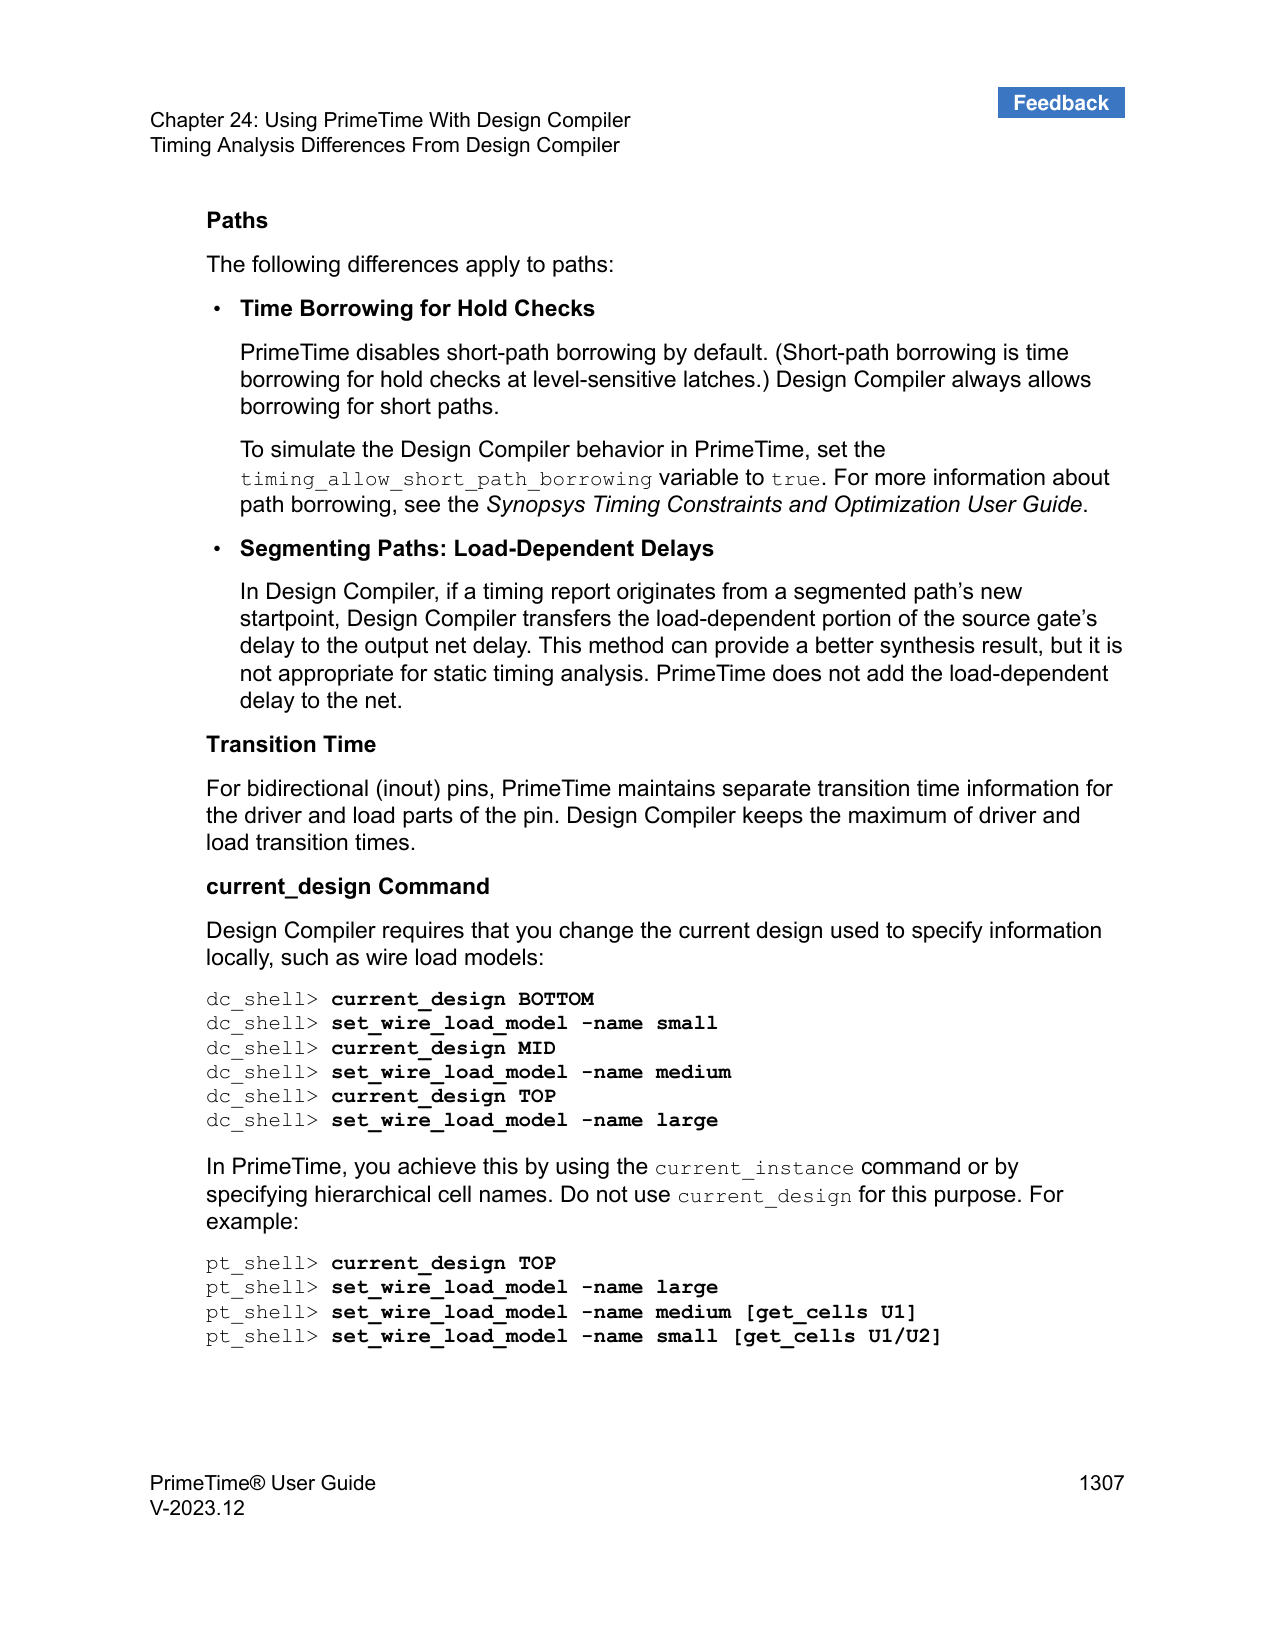 Feedback
Chapter 24: Using PrimeTime With Design Compiler
Timing Analysis Differences From Design Compiler
Paths
The following differences apply to paths:
• Time Borrowing for Hold Checks
PrimeTime disables short-path borrowing by default. (Short-path borrowing is time
borrowing for hold checks at level-sensitive latches.) Design Compiler always allows
borrowing for short paths.
To simulate the Design Compiler behavior in PrimeTime, set the
timing_allow_short_path_borrowing variable to true. For more information about
path borrowing, see the Synopsys Timing Constraints and Optimization User Guide.
• Segmenting Paths: Load-Dependent Delays
In Design Compiler, if a timing report originates from a segmented path’s new
startpoint, Design Compiler transfers the load-dependent portion of the source gate’s
delay to the output net delay. This method can provide a better synthesis result, but it is
not appropriate for static timing analysis. PrimeTime does not add the load-dependent
delay to the net.
Transition Time
For bidirectional (inout) pins, PrimeTime maintains separate transition time information for
the driver and load parts of the pin. Design Compiler keeps the maximum of driver and
load transition times.
current_design Command
Design Compiler requires that you change the current design used to specify information
locally, such as wire load models:
dc_shell> current_design BOTTOM
dc_shell> set_wire_load_model -name small
dc_shell> current_design MID
dc_shell> set_wire_load_model -name medium
dc_shell> current_design TOP
dc_shell> set_wire_load_model -name large
In PrimeTime, you achieve this by using the current_instance command or by
specifying hierarchical cell names. Do not use current_design for this purpose. For
example:
pt_shell> current_design TOP
pt_shell> set_wire_load_model -name large
pt_shell> set_wire_load_model -name medium [get_cells U1]
pt_shell> set_wire_load_model -name small [get_cells U1/U2]
PrimeTime® User Guide
V-2023.12
1307